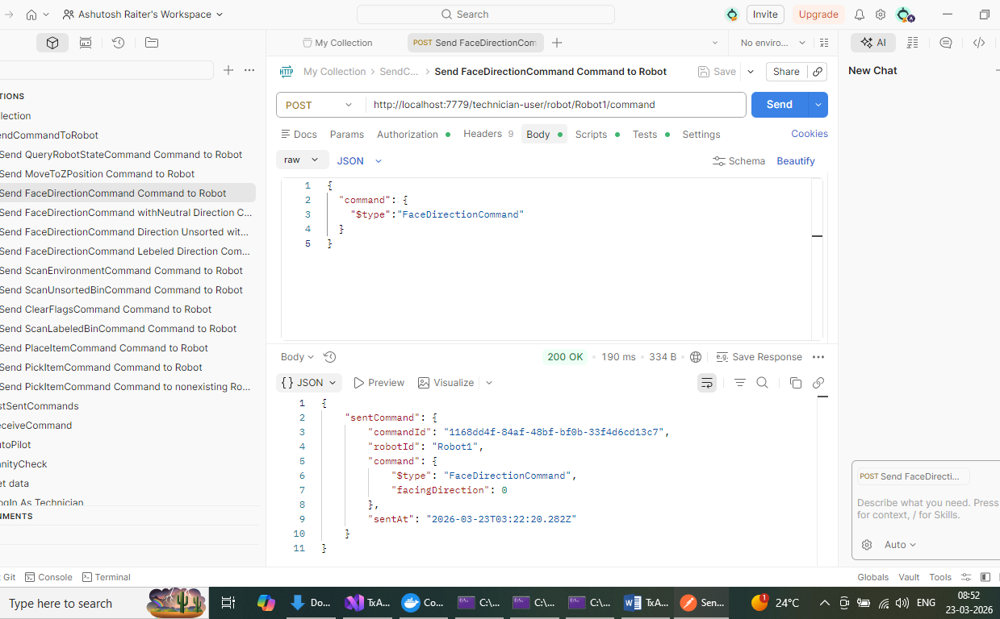 Ashutosh Raiter's Workspace
Search
Invite
Upgrade
My Collection
POST Send FaceDirectionCom
No enviro...
AI
My Collection > SendC... > Send FaceDirectionCommand Command to Robot
Save
Share
New Chat
POST
http://localhost:7779/technician-user/robot/Robot1/command
Send
Docs Params Authorization Headers 9 Body Scripts Tests Settings Cookies
raw JSON Schema Beautify
1 {
2 "command": {
3 "$type":"FaceDirectionCommand"
4 }
5 }
TIONS
lection
endCommandToRobot
Send QueryRobotStateCommand Command to Robot
Send MoveToZPosition Command to Robot
Send FaceDirectionCommand Command to Robot
Send FaceDirectionCommand withNeutral Direction C...
Send FaceDirectionCommand Direction Unsorted wit...
Send FaceDirectionCommand Lebeled Direction Com...
Send ScanEnvironmentCommand Command to Robot
Send ScanUnsortedBinCommand Command to Robot
Send ClearFlagsCommand Command to Robot
Send ScanLabeledBinCommand Command to Robot
Send PlaceItemCommand Command to Robot
Send PickItemCommand Command to Robot
Send PickItemCommand Command to nonexisting Ro...
stSentCommands
eceiveCommand
utoPilot
anityCheck
et data
ogIn As Technician
NMENTS
Body 200 OK 190 ms 334 B e.g. Save Response
{} JSON Preview Visualize
1 {
2 "sentCommand": {
3 "commandId": "1168dd4f-84af-48bf-bf0b-33f4d6cd13c7",
4 "robotId": "Robot1",
5 "command": {
6 "$type": "FaceDirectionCommand",
7 "facingDirection": 0
8 },
9 "sentAt": "2026-03-23T03:22:20.282Z"
10 }
11 }
POST Send FaceDirecti...
Describe what you need. Press
for context, / for Skills.
Auto
Git Console Terminal Globals Vault Tools
Type here to search
Do...
TxA...
Co...
C:\...
C:\...
C:\...
TxA...
Sen...
1
24°C
ENG
08:52
23-03-2026